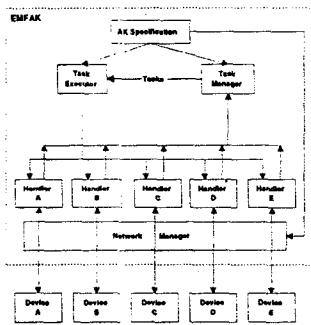 EMFAK
AK Specification
Task
Executor
Tasks
Task
Manager
Handler
A
Handler
B
Handler
C
Handler
D
Handler
E
Network Manager
Device
A
Device
B
Device
C
Device
D
Device
E